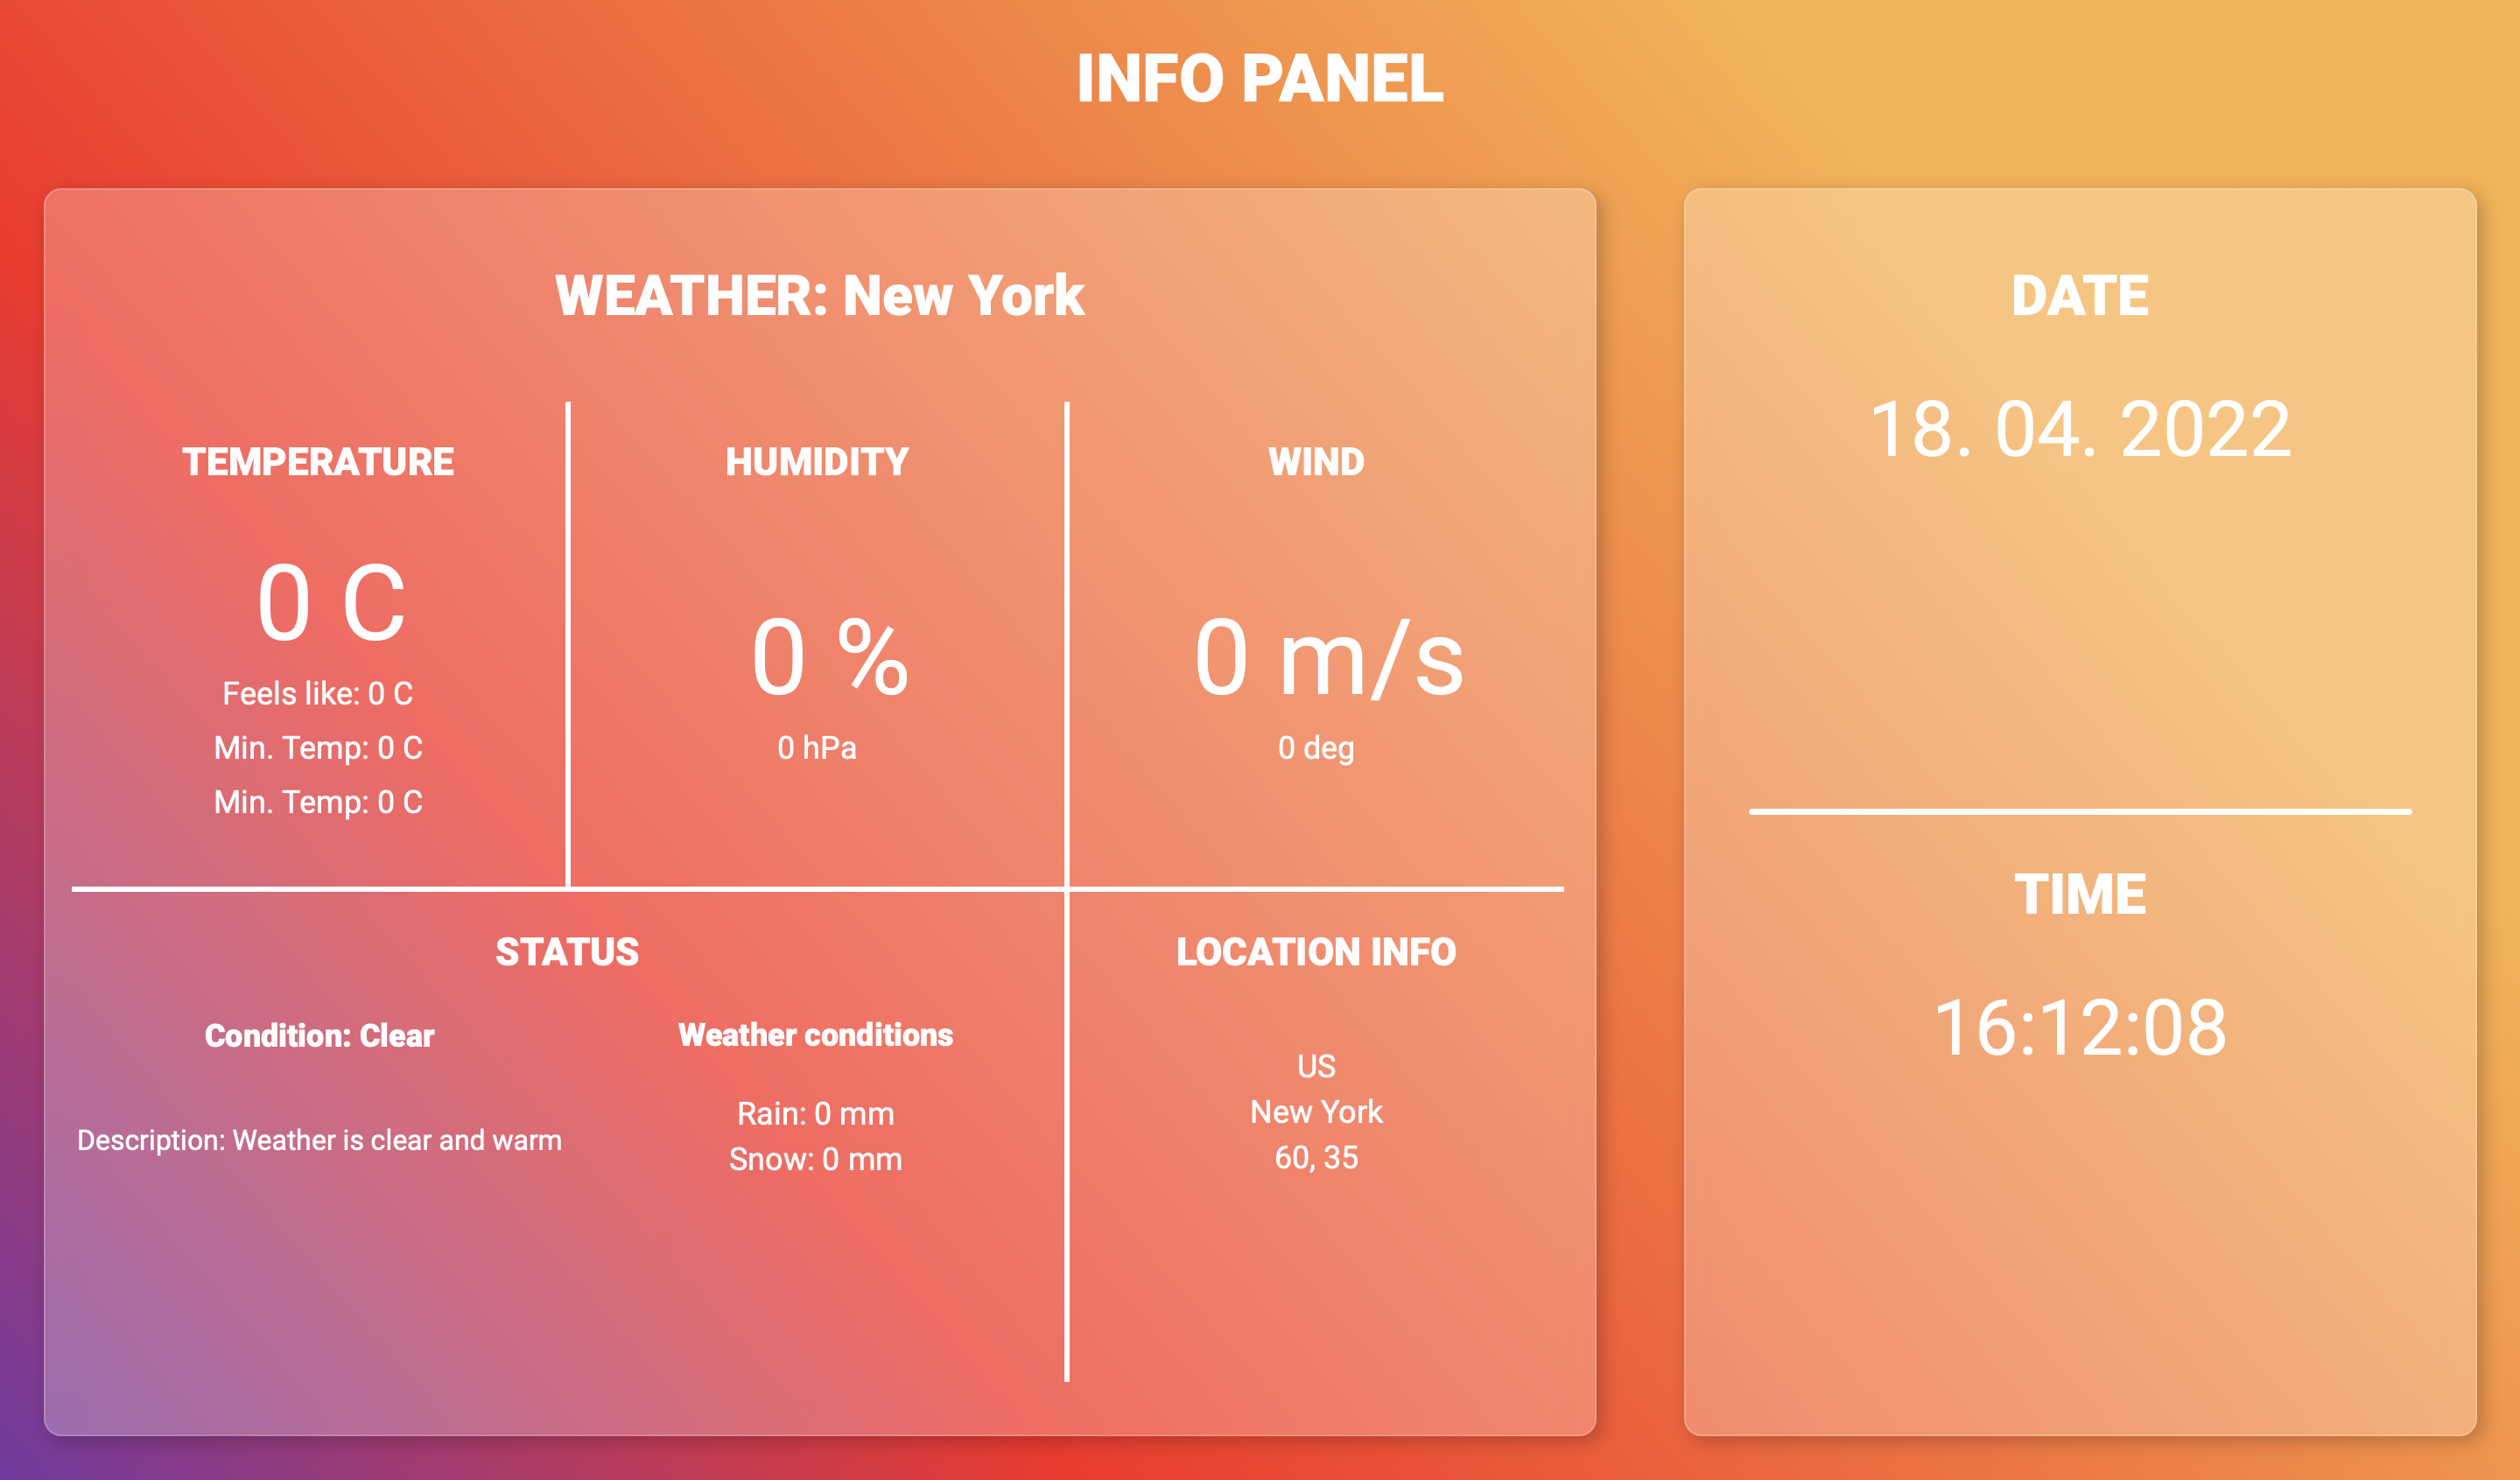 INFO PANEL
WEATHER: New York
TEMPERATURE
0 C
Feels like: 0 C
Min. Temp: 0 C
Min. Temp: 0 C
HUMIDITY
0 %
0 hPa
WIND
0 m/s
0 deg
STATUS
Condition: Clear
Description: Weather is clear and warm
Weather conditions
Rain: 0 mm
Snow: 0 mm
LOCATION INFO
US
New York
60, 35
DATE
18. 04. 2022
TIME
16:12:08